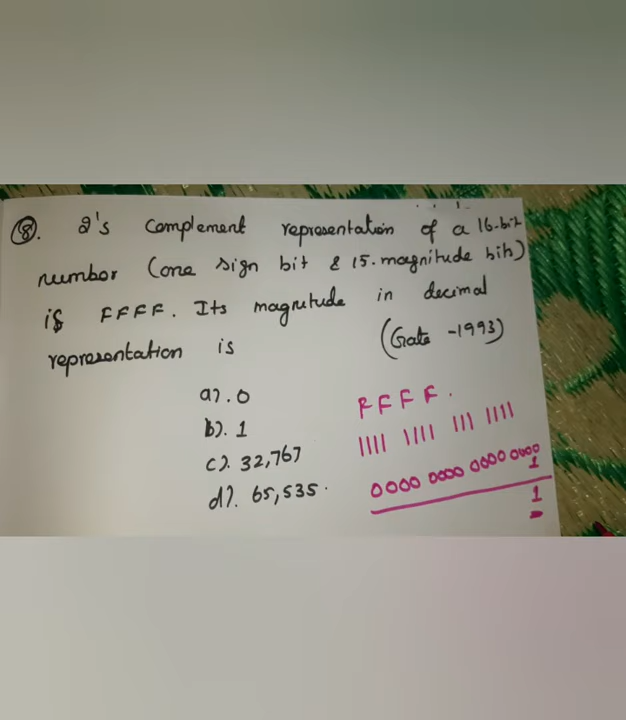 8. 2's complement representation of a 16-bit
number (one sign bit & 15.magnitude bits)
is FFFF. Its magnitude in decimal
representation is (Gate -1993)
a). 0
b). 1
c). 32,767
d). 65,535.
FFFF.
1111 1111 111 1111
0000 0000 0000 0000
1
1